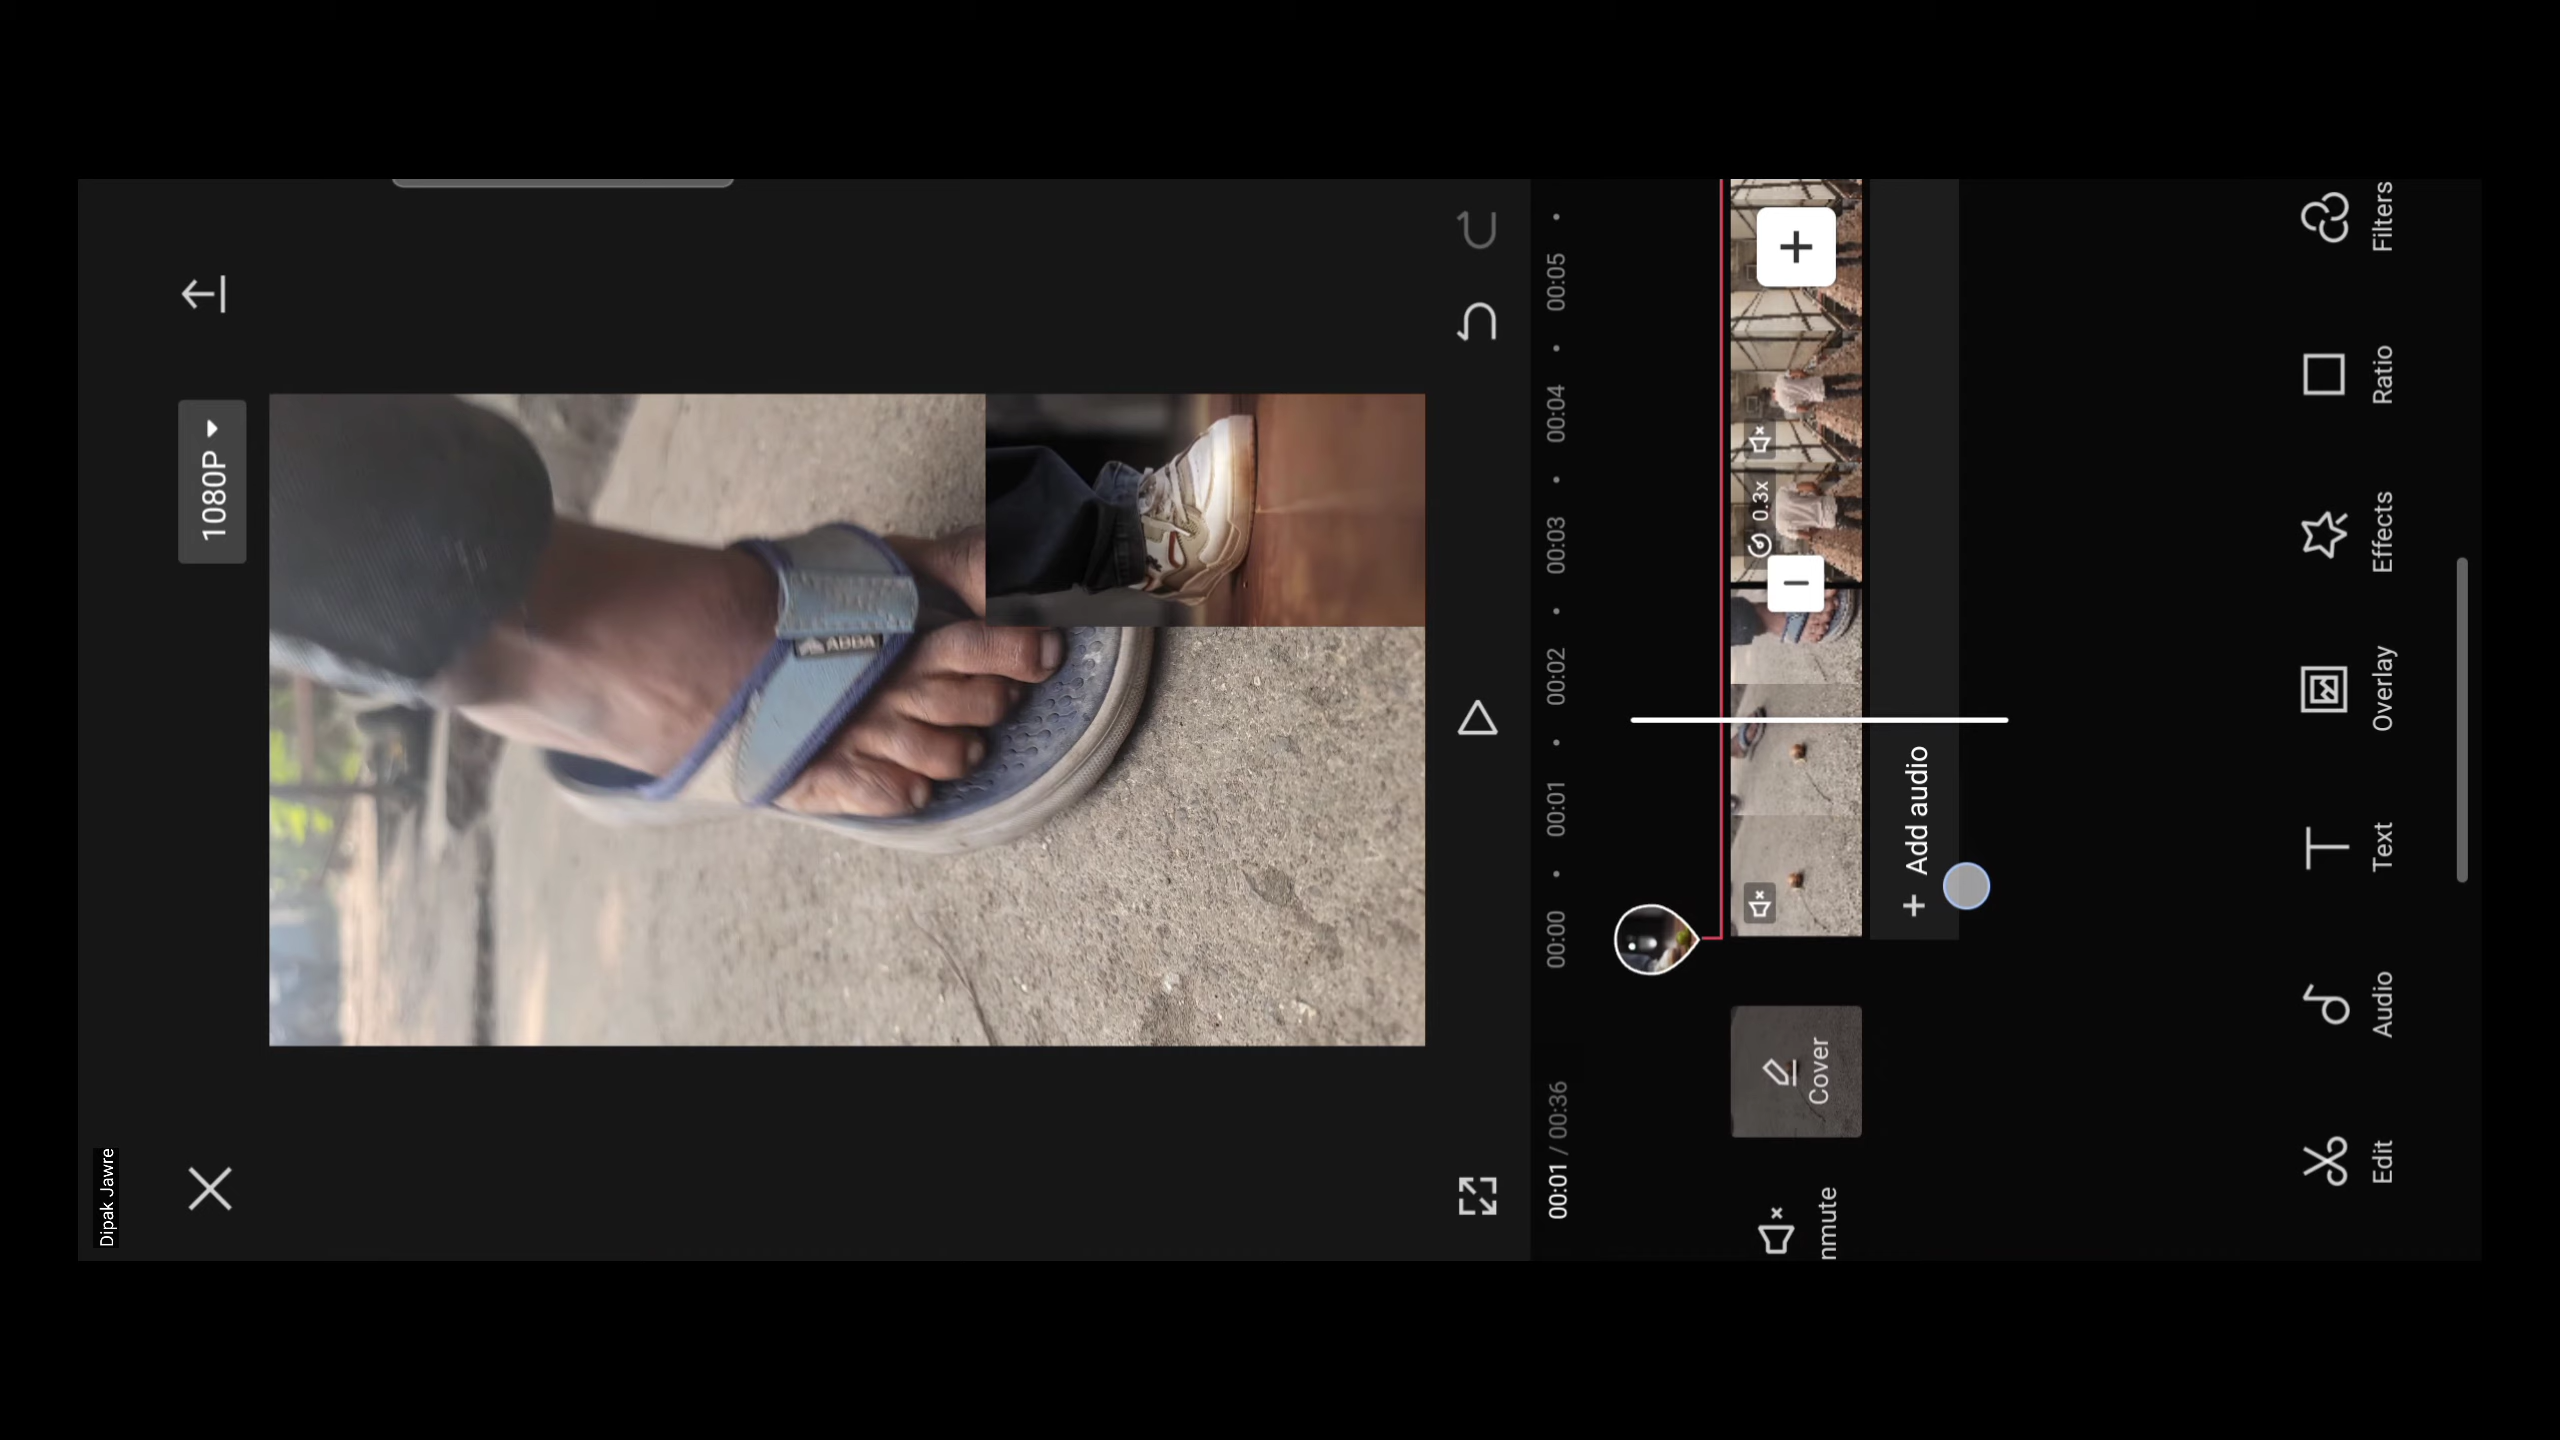 Dipak Jawre
1080P
ABDA
00:01 / 00:36
00:00
00:01
00:02
00:03
00:04
00:05
0.3x
nmute
Cover
+ Add audio
Edit
Audio
Text
Overlay
Effects
Ratio
Filters